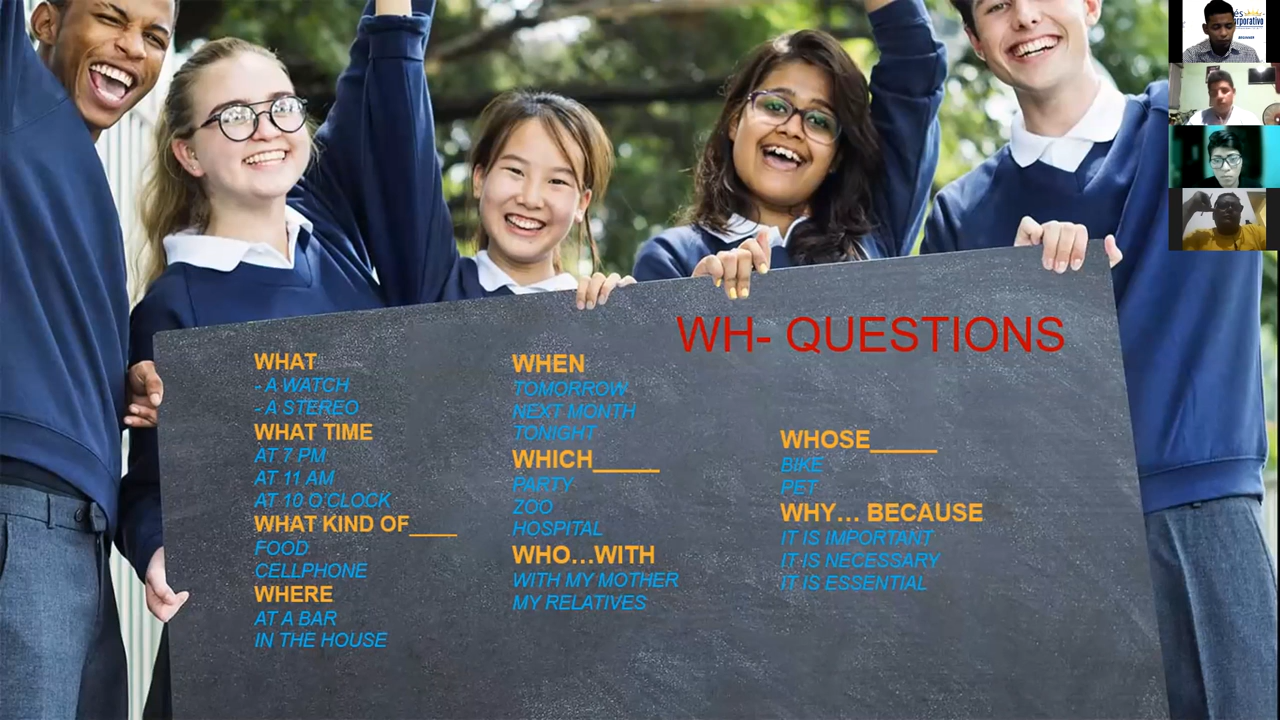 WH- QUESTIONS
WHAT
- A WATCH
- A STEREO
WHAT TIME
AT 7 PM
AT 11 AM
AT 10 O'CLOCK
WHAT KIND OF____
FOOD
CELLPHONE
WHERE
AT A BAR
IN THE HOUSE
WHEN
TOMORROW
NEXT MONTH
TONIGHT
WHICH_____
PARTY
ZOO
HOSPITAL
WHO...WITH
WITH MY MOTHER
MY RELATIVES
WHOSE_____
BIKE
PET
WHY... BECAUSE
IT IS IMPORTANT
IT IS NECESSARY
IT IS ESSENTIAL